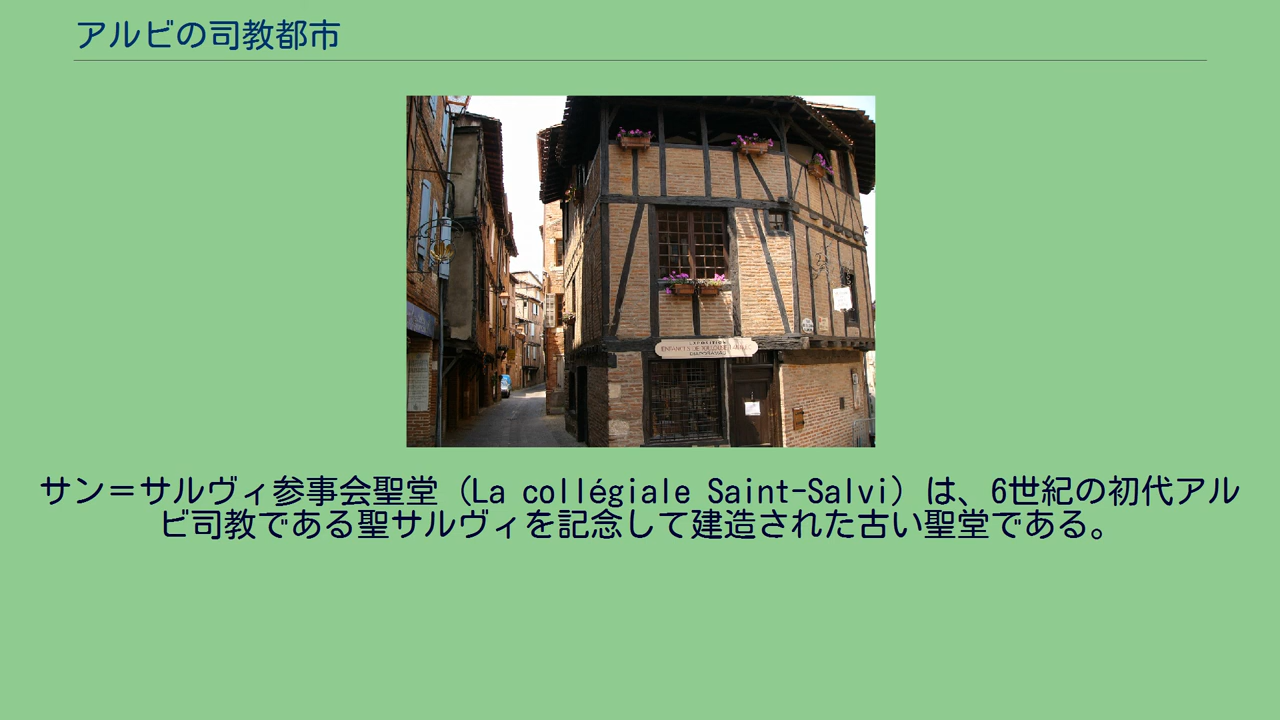 アルビの司教都市
サン＝サルヴィ参事会聖堂（La collégiale Saint-Salvi）は、6世紀の初代アル
ビ司教である聖サルヴィを記念して建造された古い聖堂である。